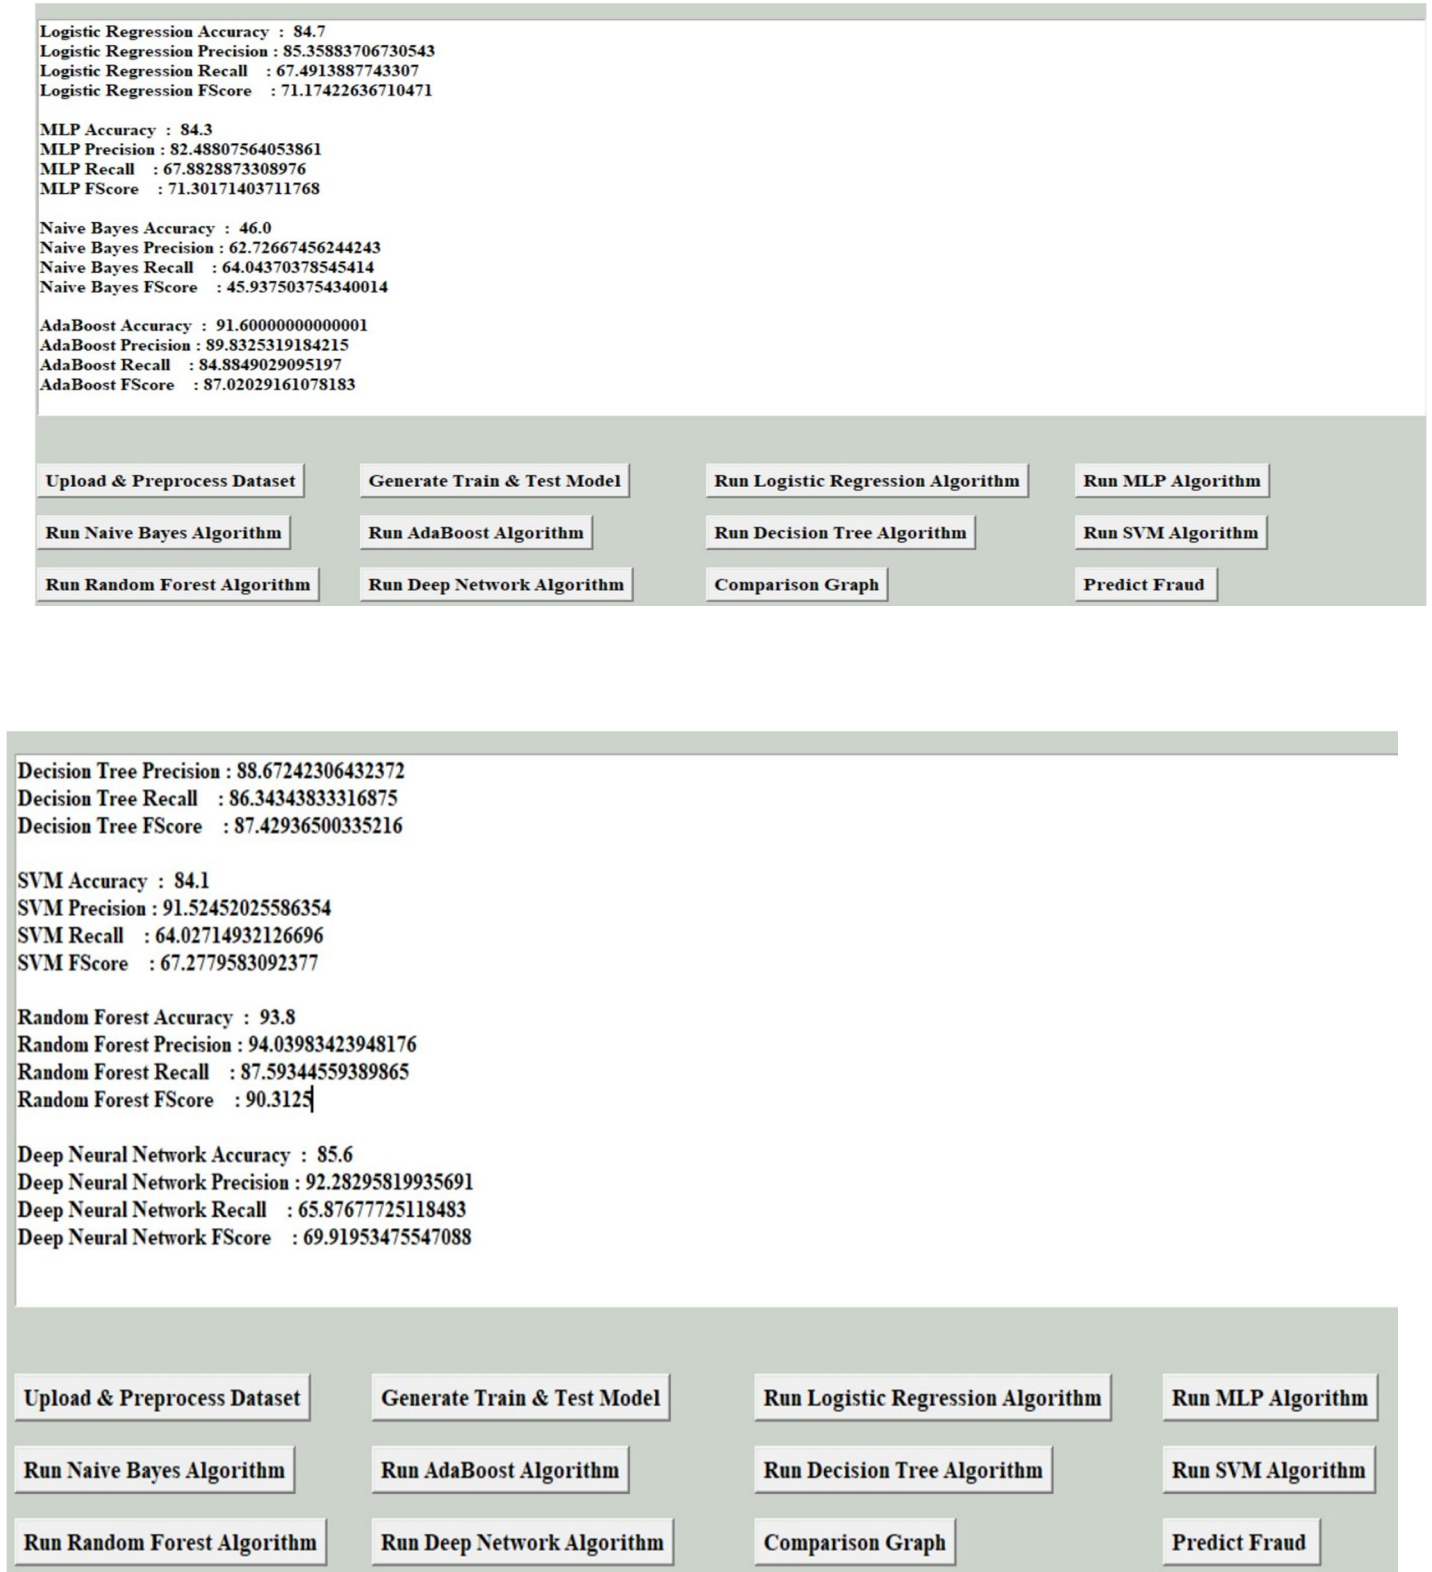 Logistic Regression Accuracy : 84.7
Logistic Regression Precision : 85.35883706730543
Logistic Regression Recall : 67.4913887743307
Logistic Regression FScore : 71.17422636710471
MLP Accuracy : 84.3
MLP Precision : 82.48807564053861
MLP Recall : 67.8828873308976
MLP FScore : 71.30171403711768
Naive Bayes Accuracy : 46.0
Naive Bayes Precision : 62.72667456244243
Naive Bayes Recall : 64.04370378545414
Naive Bayes FScore : 45.937503754340014
AdaBoost Accuracy : 91.60000000000001
AdaBoost Precision : 89.8325319184215
AdaBoost Recall : 84.8849029095197
AdaBoost FScore : 87.02029161078183
Upload & Preprocess Dataset Generate Train & Test Model Run Logistic Regression Algorithm Run MLP Algorithm
Run Naive Bayes Algorithm Run AdaBoost Algorithm Run Decision Tree Algorithm Run SVM Algorithm
Run Random Forest Algorithm Run Deep Network Algorithm Comparison Graph Predict Fraud
Decision Tree Precision : 88.67242306432372
Decision Tree Recall : 86.34343833316875
Decision Tree FScore : 87.42936500335216
SVM Accuracy : 84.1
SVM Precision : 91.52452025586354
SVM Recall : 64.02714932126696
SVM FScore : 67.2779583092377
Random Forest Accuracy : 93.8
Random Forest Precision : 94.03983423948176
Random Forest Recall : 87.59344559389865
Random Forest FScore : 90.3125
Deep Neural Network Accuracy : 85.6
Deep Neural Network Precision : 92.28295819935691
Deep Neural Network Recall : 65.87677725118483
Deep Neural Network FScore : 69.91953475547088
Upload & Preprocess Dataset Generate Train & Test Model Run Logistic Regression Algorithm Run MLP Algorithm
Run Naive Bayes Algorithm Run AdaBoost Algorithm Run Decision Tree Algorithm Run SVM Algorithm
Run Random Forest Algorithm Run Deep Network Algorithm Comparison Graph Predict Fraud